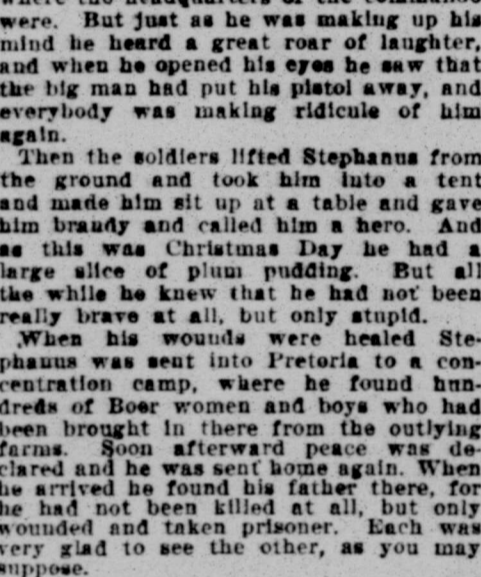 where the headquarters of the commando
were. But just as he was making up his
mind he heard a great roar of laughter,
and when he opened his eyes he saw that
the big man had put his pistol away, and
everybody was making ridicule of him
again.
Then the soldiers lifted Stephanus from
the ground and took him into a tent
and made him sit up at a table and gave
him brandy and called him a hero. And
as this was Christmas Day he had a
large slice of plum pudding. But all
the while he knew that he had not been
really brave at all, but only stupid.
When his wounds were healed Ste-
phanus was sent into Pretoria to a con-
centration camp, where he found hun-
dreds of Boer women and boys who had
been brought in there from the outlying
farms. Soon afterward peace was de-
clared and he was sent home again. When
he arrived he found his father there, for
he had not been killed at all, but only
wounded and taken prisoner. Each was
very glad to see the other, as you may
suppose.